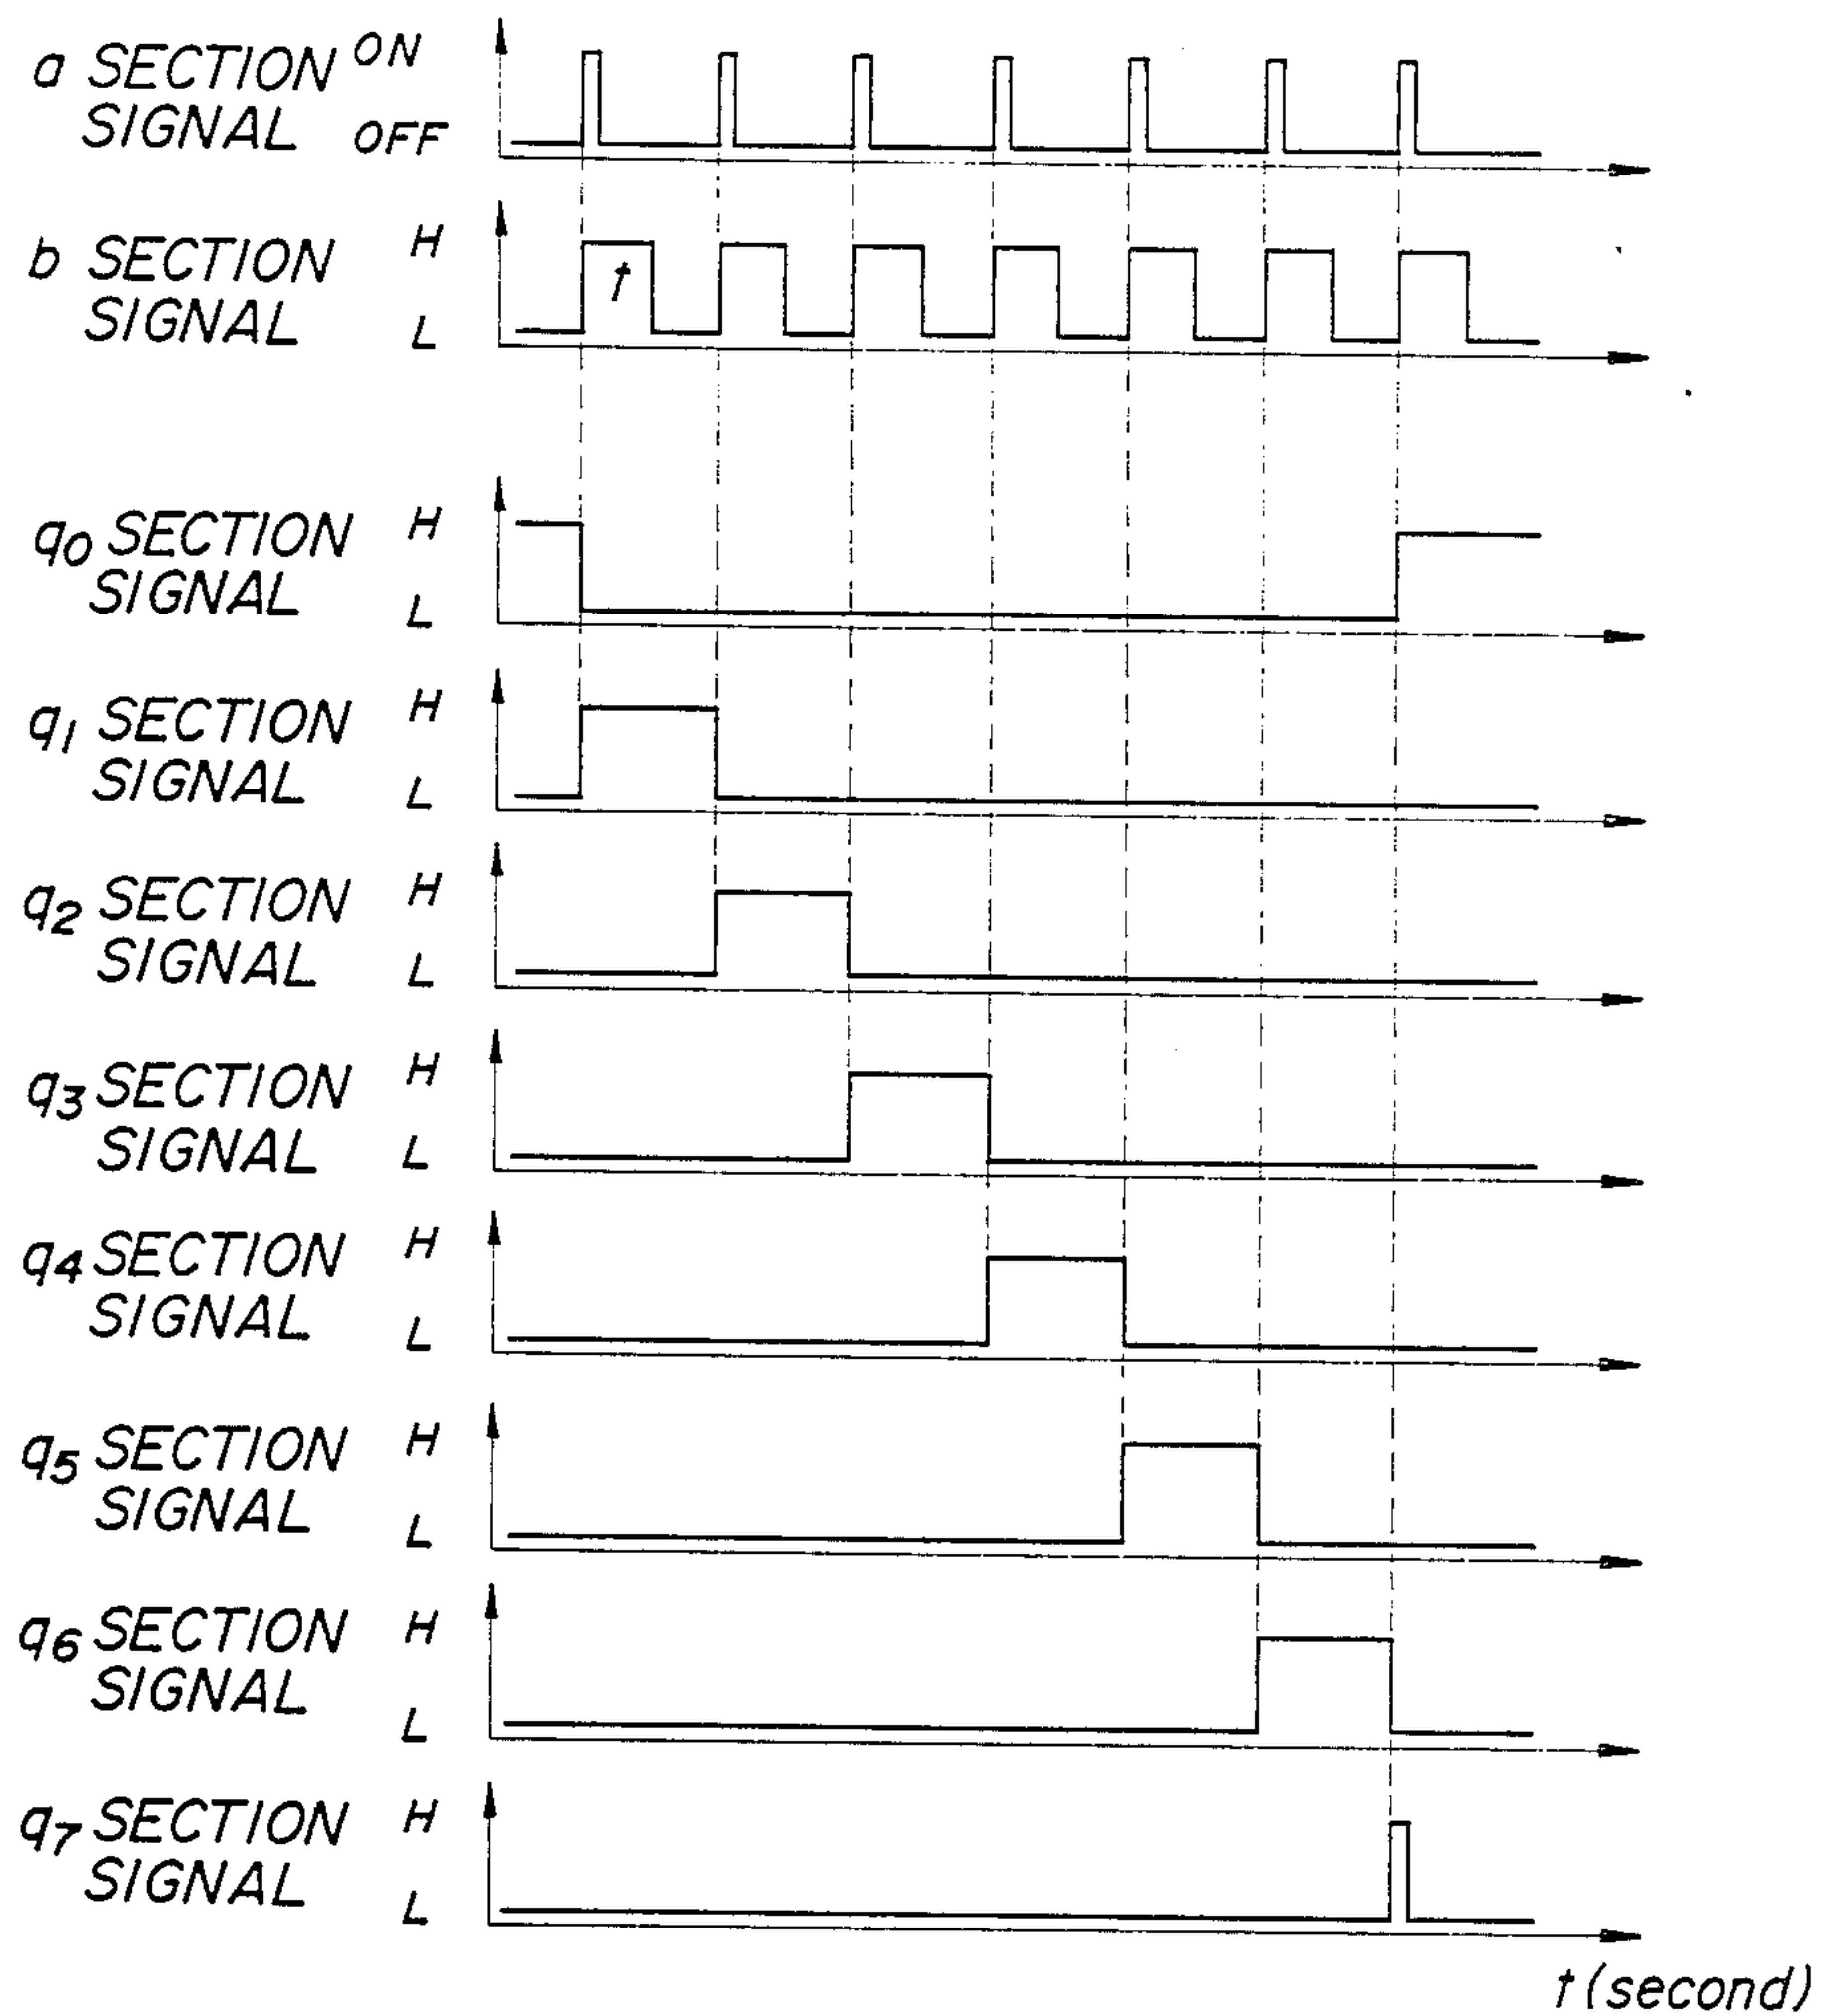 a SECTION ON
SIGNAL OFF
b SECTION H
SIGNAL L
t
q0 SECTION H
SIGNAL L
q1 SECTION H
SIGNAL L
q2 SECTION H
SIGNAL L
q3 SECTION H
SIGNAL L
q4 SECTION H
SIGNAL L
q5 SECTION H
SIGNAL L
q6 SECTION H
SIGNAL L
q7 SECTION H
SIGNAL L
t (second)